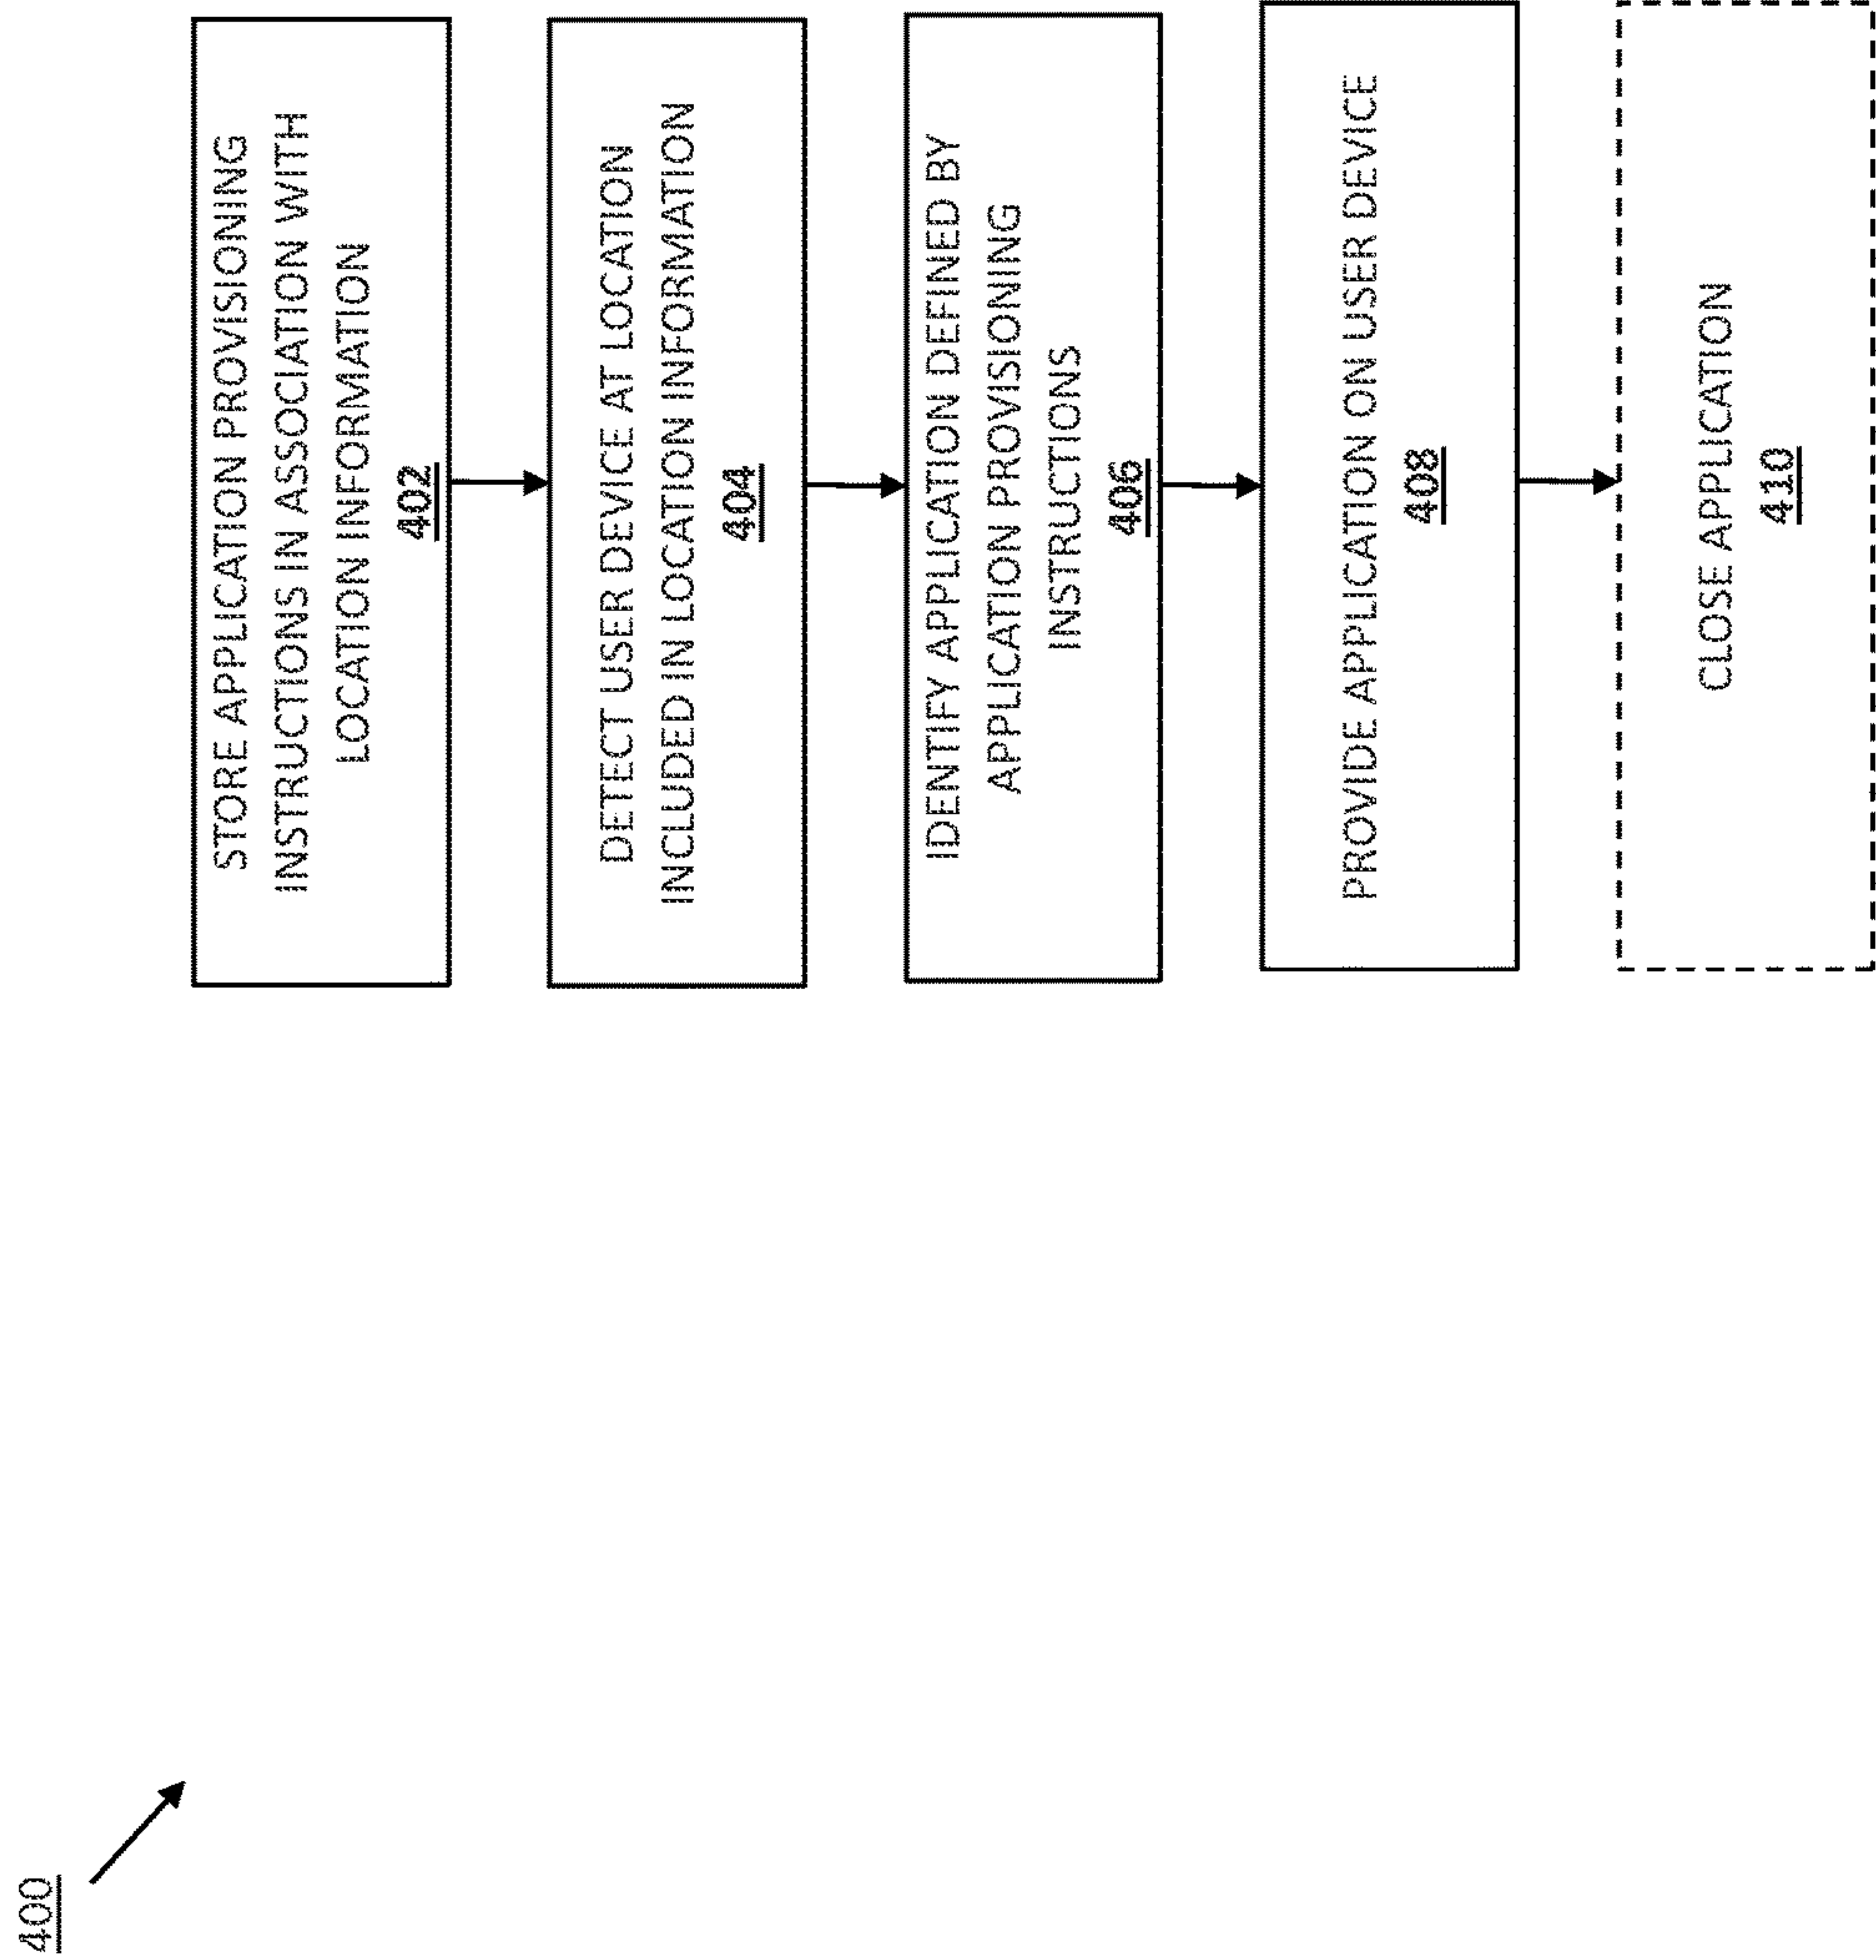 400
STORE APPLICATION PROVISIONING
INSTRUCTIONS IN ASSOCIATION WITH
LOCATION INFORMATION
402
DETECT USER DEVICE AT LOCATION
INCLUDED IN LOCATION INFORMATION
404
IDENTIFY APPLICATION DEFINED BY
APPLICATION PROVISIONING
INSTRUCTIONS
406
PROVIDE APPLICATION ON USER DEVICE
408
CLOSE APPLICATION
410